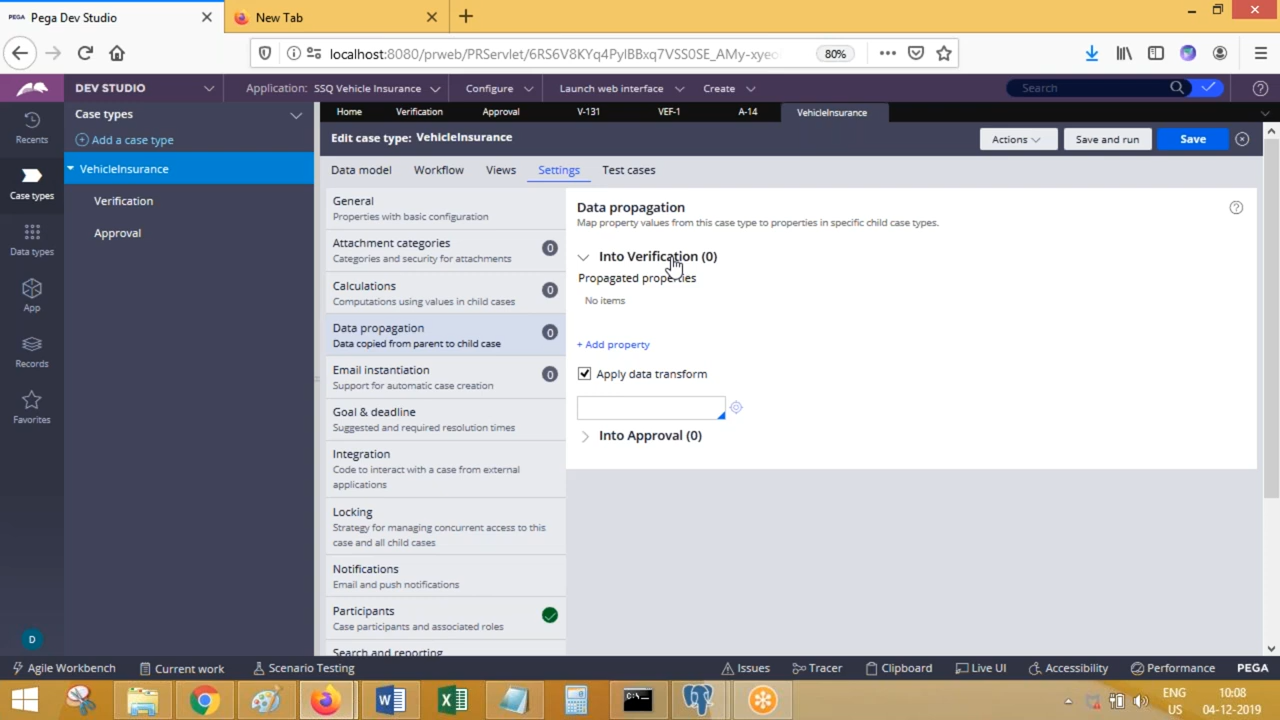 PEGA Pega Dev Studio
New Tab
localhost:8080/prweb/PRServlet/6RS6V8KYq4PylBBxq7VSS0SE_AMy-xyeo
80%
DEV STUDIO
Application: SSQ Vehicle Insurance
Configure
Launch web interface
Create
Search
Recents
Case types
Data types
App
Records
Favorites
D
Case types
Add a case type
VehicleInsurance
Verification
Approval
Home
Verification
Approval
V-131
VEF-1
A-14
VehicleInsurance
Edit case type: VehicleInsurance
Actions
Save and run
Save
Data model
Workflow
Views
Settings
Test cases
General
Properties with basic configuration
Attachment categories
Categories and security for attachments
0
Calculations
Computations using values in child cases
0
Data propagation
Data copied from parent to child case
0
Email instantiation
Support for automatic case creation
0
Goal & deadline
Suggested and required resolution times
Integration
Code to interact with a case from external
applications
Locking
Strategy for managing concurrent access to this
case and all child cases
Notifications
Email and push notifications
Participants
Case participants and associated roles
Search and reporting
Data propagation
Map property values from this case type to properties in specific child case types.
Into Verification (0)
Propagated properties
No items
+ Add property
Apply data transform
Into Approval (0)
Agile Workbench
Current work
Scenario Testing
Issues
Tracer
Clipboard
Live UI
Accessibility
Performance
PEGA
ENG
US
10:08
04-12-2019